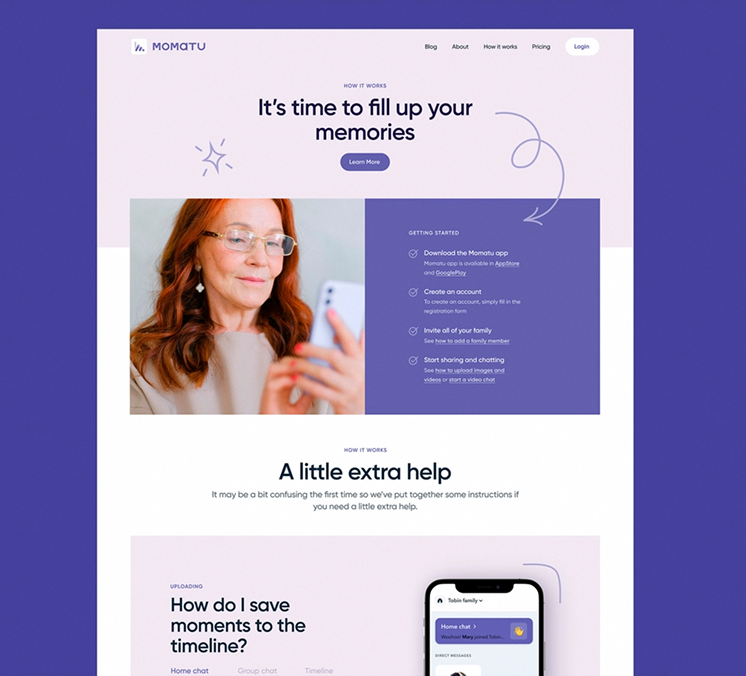 MOMATU
Blog
About
How it works
Pricing
Login
HOW IT WORKS
It's time to fill up your
memories
Learn More
GETTING STARTED
Download the Momatu app
Momatu app is available in AppStore
and GooglePlay
Create an account
To create an account, simply fill in the
registration form
Invite all of your family
See how to add a family member
Start sharing and chatting
See how to upload images and
videos or start a video chat
HOW IT WORKS
A little extra help
It may be a bit confusing the first time so we've put together some instructions if
you need a little extra help.
UPLOADING
How do I save
moments to the
timeline?
Home chat
Group chat
Timeline
Tobin family
Home chat
Woohoo! Mary joined Tobin...
DIRECT MESSAGES